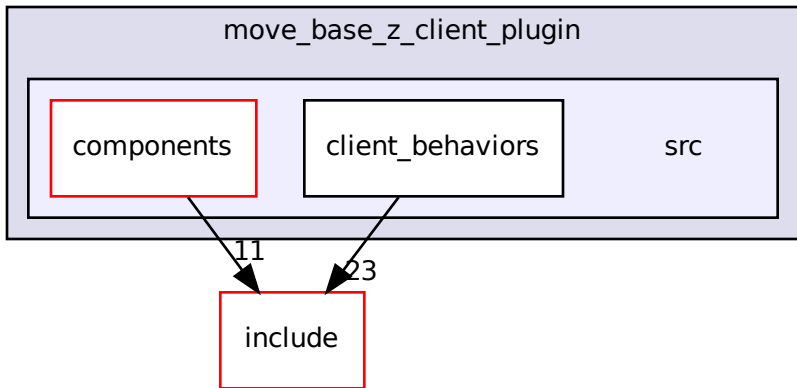 move_base_z_client_plugin
components
client_behaviors
src
11
23
include